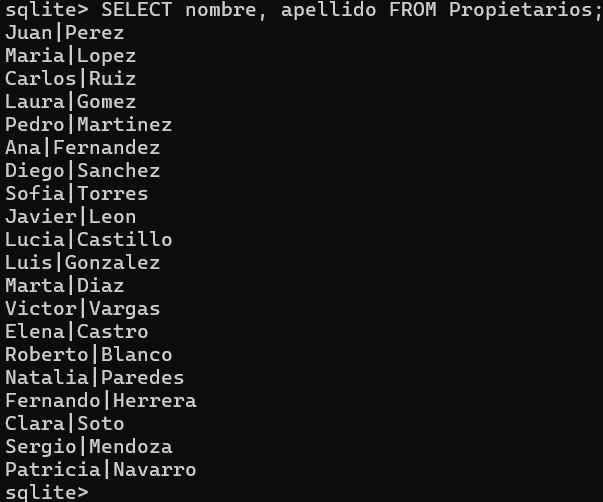 sqlite> SELECT nombre, apellido FROM Propietarios;
Juan|Perez
Maria|Lopez
Carlos|Ruiz
Laura|Gomez
Pedro|Martinez
Ana|Fernandez
Diego|Sanchez
Sofia|Torres
Javier|Leon
Lucia|Castillo
Luis|Gonzalez
Marta|Diaz
Victor|Vargas
Elena|Castro
Roberto|Blanco
Natalia|Paredes
Fernando|Herrera
Clara|Soto
Sergio|Mendoza
Patricia|Navarro
sqlite>